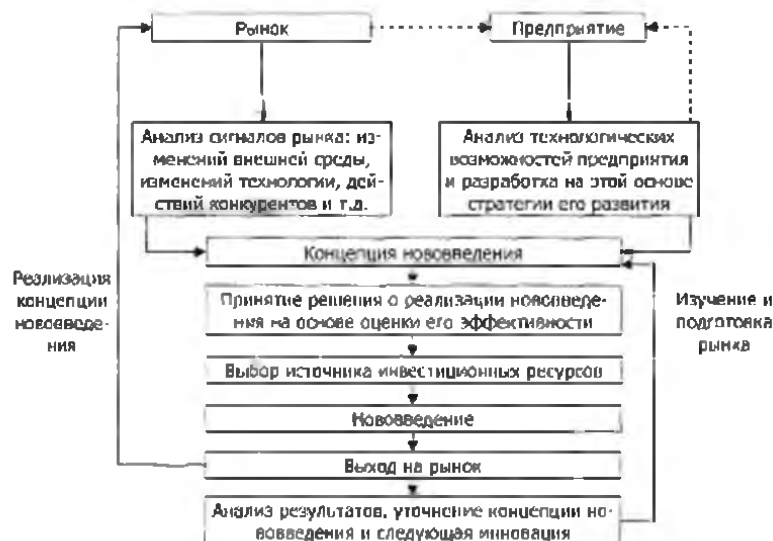 Рынок
Предприятие
Анализ сигналов рынка: из-
менений внешней среды,
изменений технологии, дей-
ствий конкурентов и т.д.
Анализ технологических
возможностей предприятия
и разработка на этой основе
стратегии его развития
Концепция нововведения
Реализация
концепции
нововведе-
ния
Принятие решения о реализации нововведе-
ния на основе оценки его эффективности
Изучение и
подготовка
рынка
Выбор источника инвестиционных ресурсов
Нововведение
Выход на рынок
Анализ результатов, уточнение концепции но-
вовведения и следующая инновация